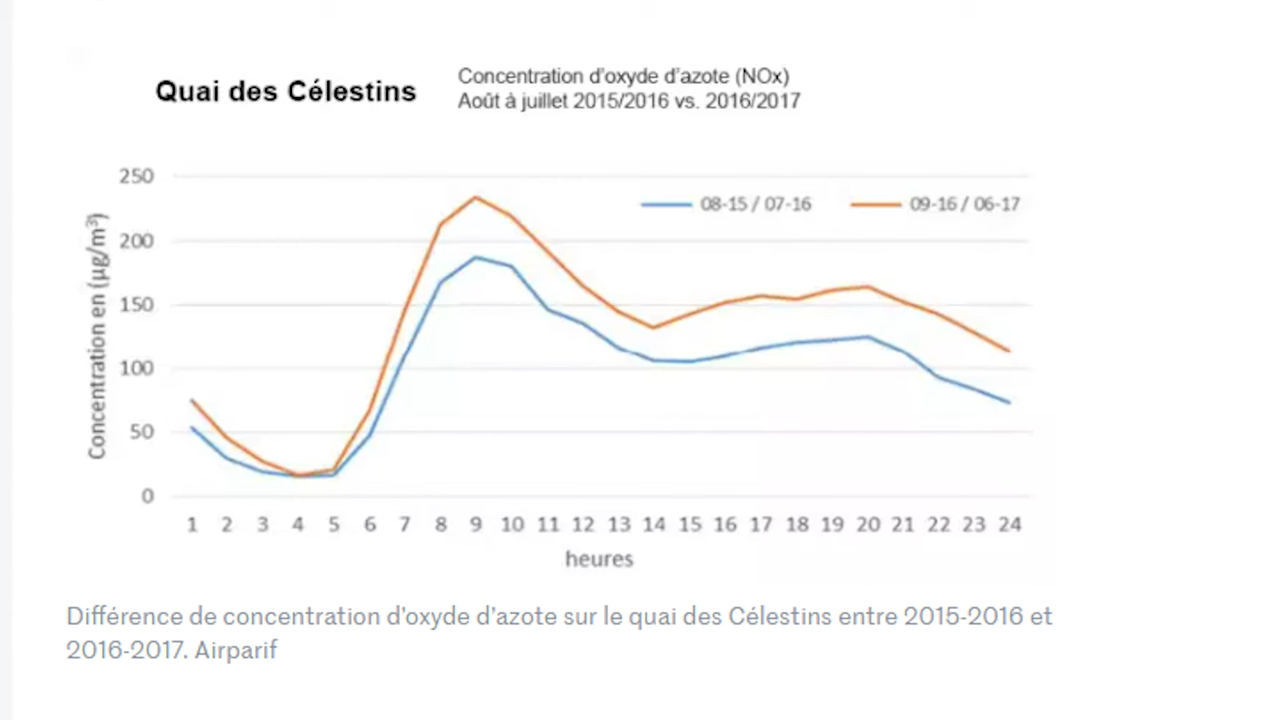 Quai des Célestins
Concentration d'oxyde d'azote (NOx)
Août à juillet 2015/2016 vs. 2016/2017
Concentration en (µg/m³)
250
200
150
100
50
0
08-15 / 07-16
09-16 / 06-17
1 2 3 4 5 6 7 8 9 10 11 12 13 14 15 16 17 18 19 20 21 22 23 24
heures
Différence de concentration d'oxyde d'azote sur le quai des Célestins entre 2015-2016 et
2016-2017. Airparif